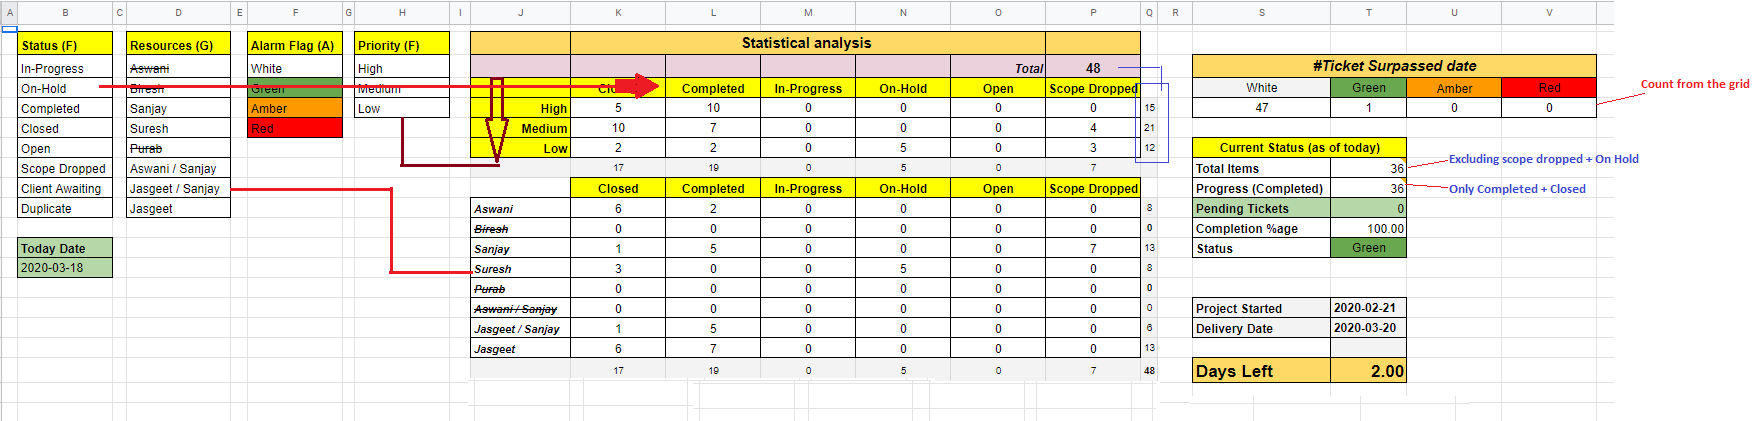 A B C D E F G H I J K L M N O P Q R S T U V
Status (F) Resources (G) Alarm Flag (A) Priority (F) Statistical analysis
In-Progress Aswani White High Total 48 #Ticket Surpassed date
On-Hold Biresh Green Medium Closed Completed In-Progress On-Hold Open Scope Dropped White Green Amber Red Count from the grid
Completed Sanjay Amber Low High 5 10 0 0 0 0 15 47 1 0 0
Closed Suresh Red Medium 10 7 0 0 0 4 21
Open Purab Low 2 2 0 5 0 3 12 Current Status (as of today)
Scope Dropped Aswani / Sanjay 17 19 0 5 0 7 Total Items 36 Excluding scope dropped + On Hold
Client Awaiting Jasgeet / Sanjay Closed Completed In-Progress On-Hold Open Scope Dropped Progress (Completed) 36 Only Completed + Closed
Duplicate Jasgeet Aswani 6 2 0 0 0 0 8 Pending Tickets 0
Biresh 0 0 0 0 0 0 0 Completion %age 100.00
Today Date Sanjay 1 5 0 0 0 7 13 Status Green
2020-03-18 Suresh 3 0 0 5 0 0 8
Purab 0 0 0 0 0 0 0
Aswani / Sanjay 0 0 0 0 0 0 0 Project Started 2020-02-21
Jasgeet / Sanjay 1 5 0 0 0 0 6 Delivery Date 2020-03-20
Jasgeet 6 7 0 0 0 0 13
17 19 0 5 0 7 48 Days Left 2.00